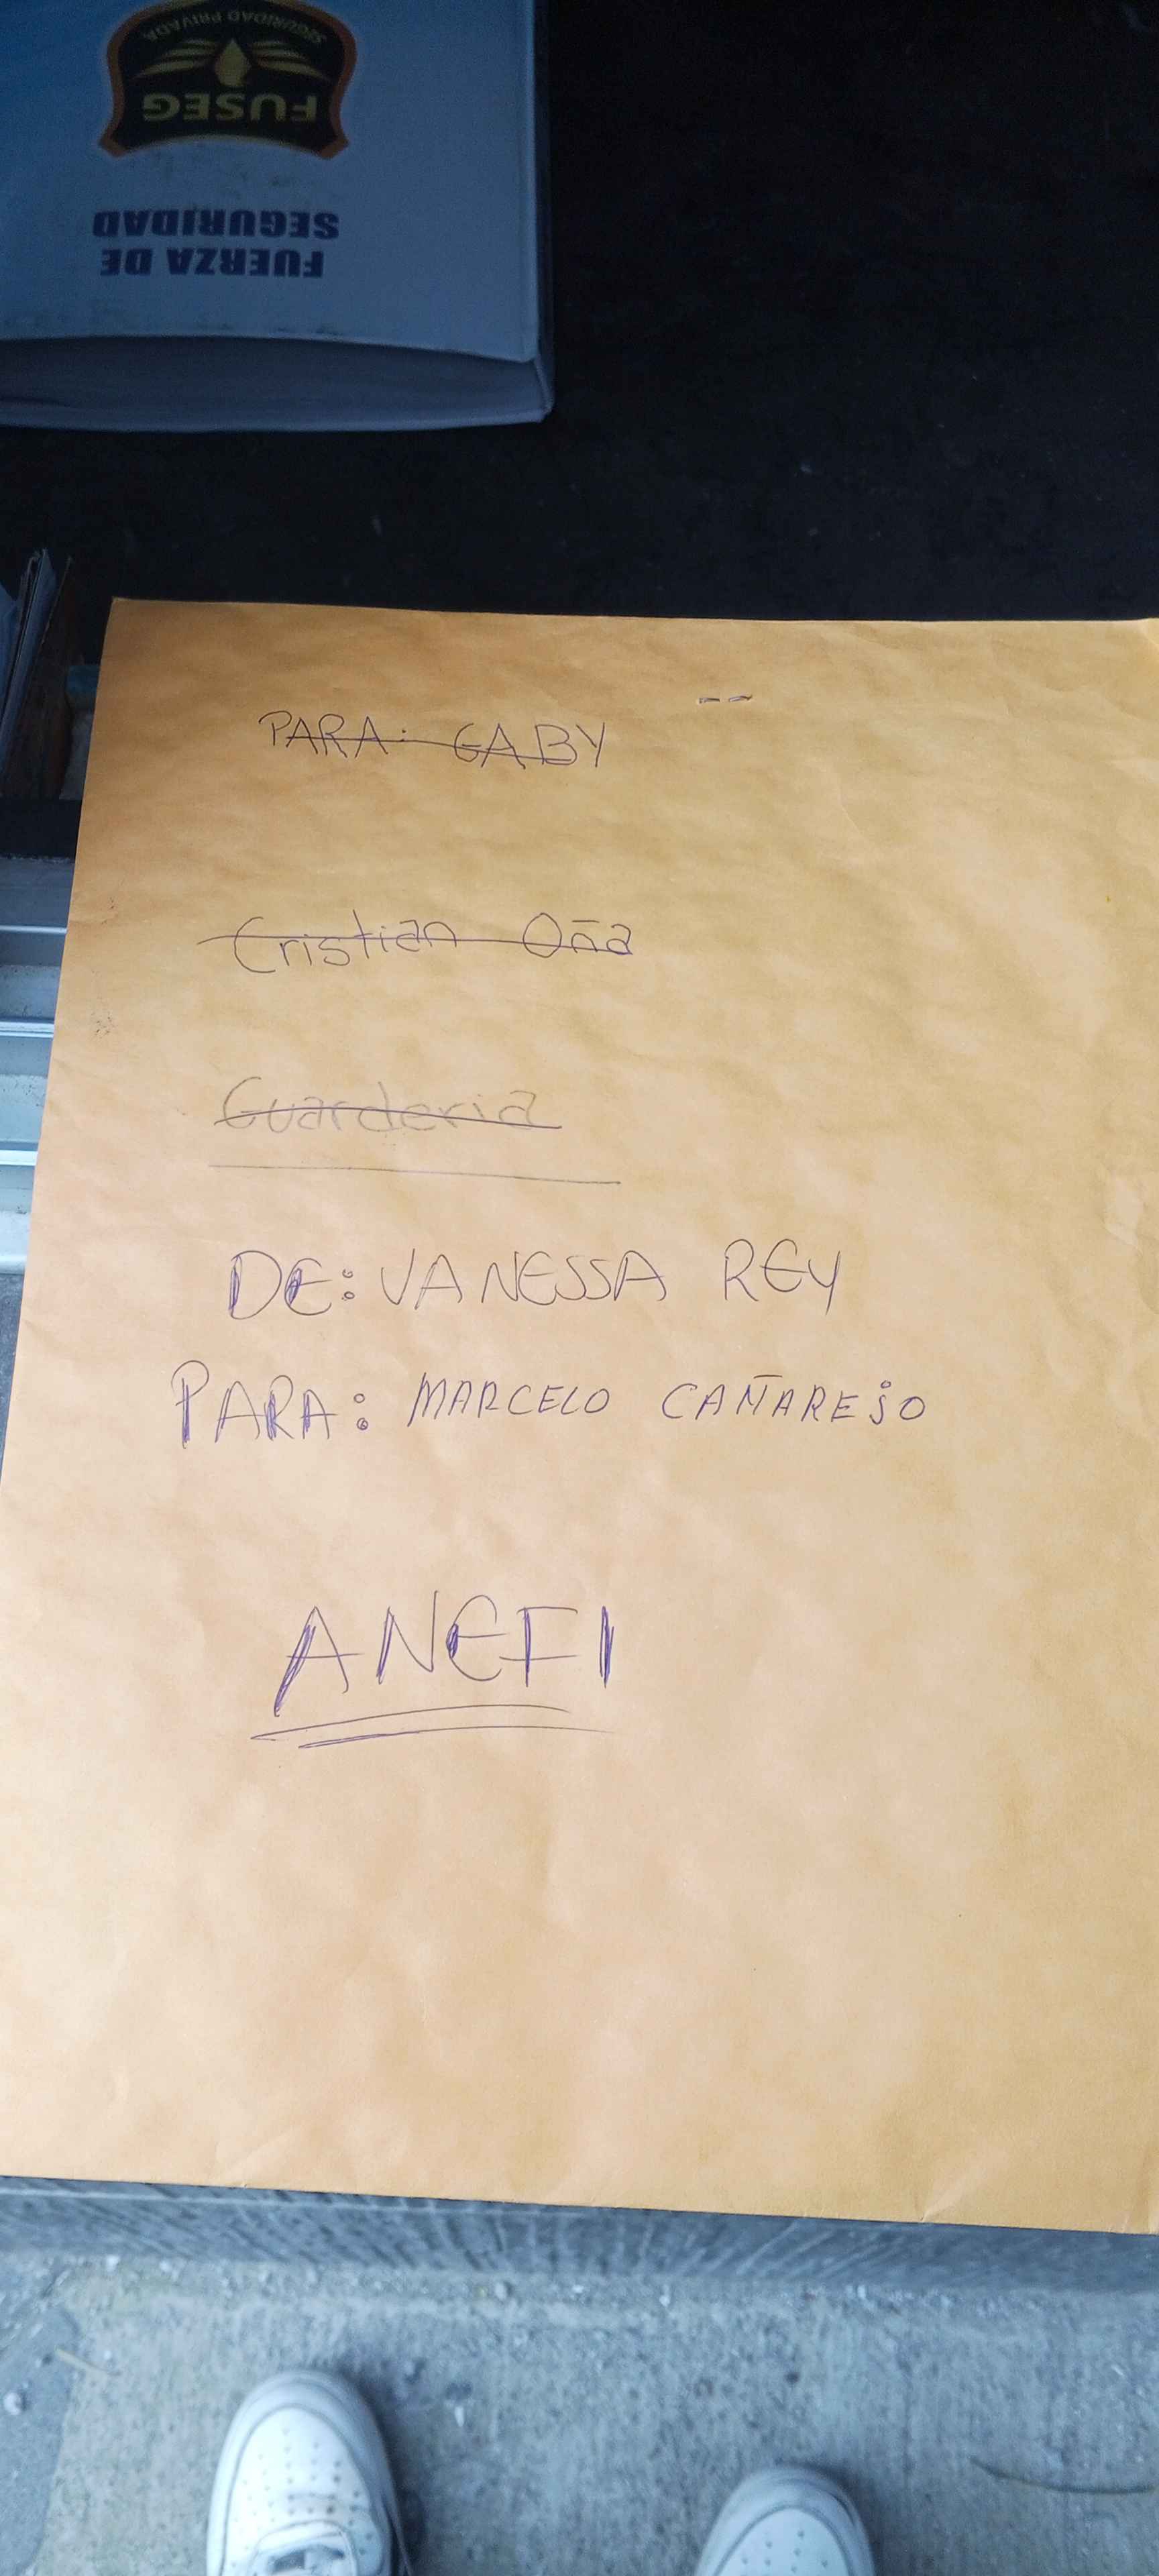 SEGURIDAD PRIVADA
FUSEG
FUERZA DE
SEGURIDAD
PARA: GABY
Cristian Oña
Guarderia
DE: VANESSA REY
PARA: MARCELO CAÑAREJO
ANEFI